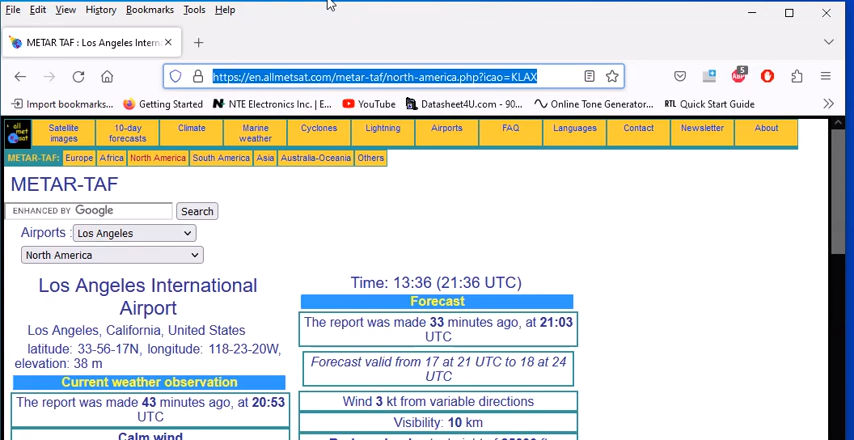 File Edit View History Bookmarks Tools Help
METAR TAF : Los Angeles Intern
https://en.allmetsat.com/metar-taf/north-america.php?icao=KLAX
5
Import bookmarks... Getting Started NTE Electronics Inc. | E... YouTube Datasheet4U.com - 90... Online Tone Generator... RTL Quick Start Guide
all met sat
Satellite images 10-day forecasts Climate Marine weather Cyclones Lightning Airports FAQ Languages Contact Newsletter About
METAR-TAF: Europe Africa North America South America Asia Australia-Oceania Others
METAR-TAF
ENHANCED BY Google Search
Airports : Los Angeles
North America
Los Angeles International
Airport
Los Angeles, California, United States
latitude: 33-56-17N, longitude: 118-23-20W,
elevation: 38 m
Current weather observation
The report was made 43 minutes ago, at 20:53
UTC
Calm wind
Time: 13:36 (21:36 UTC)
Forecast
The report was made 33 minutes ago, at 21:03
UTC
Forecast valid from 17 at 21 UTC to 18 at 24
UTC
Wind 3 kt from variable directions
Visibility: 10 km